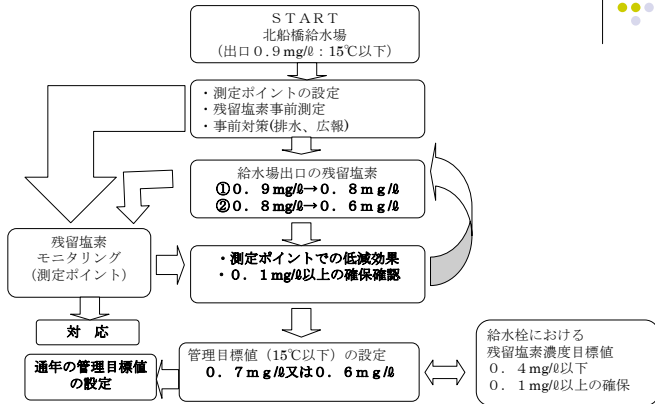 START
北船橋給水場
(出口０.９mg/ℓ：15℃以下)
・測定ポイントの設定
・残留塩素事前測定
・事前対策(排水、広報)
給水場出口の残留塩素
①０．９mg/ℓ→０．８ｍｇ/ℓ
②０．８mg/ℓ→０．６ｍｇ/ℓ
残留塩素
モニタリング
(測定ポイント)
・測定ポイントでの低減効果
・０．１mg/ℓ以上の確保確認
対　応
管理目標値（15℃以下）の設定
０．７ｍｇ/ℓ又は０．６ｍｇ/ℓ
通年の管理目標値
の設定
給水栓における
残留塩素濃度目標値
０．４ｍｇ/ℓ以下
０．１ｍｇ/ℓ以上の確保